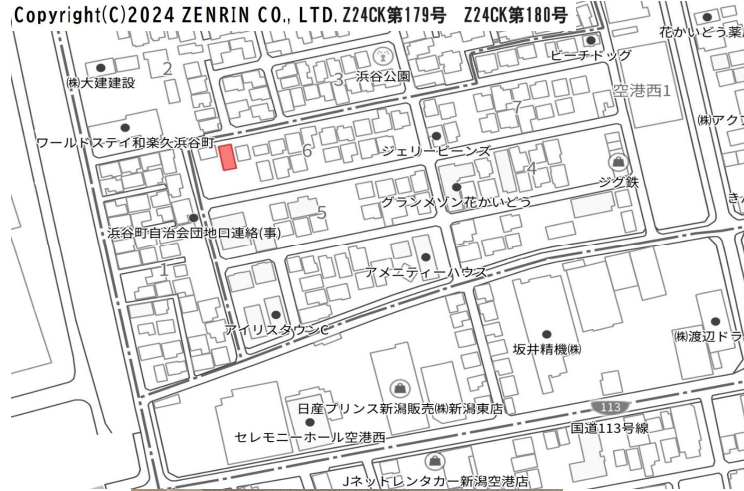 Copyright(C)2024 ZENRIN CO., LTD. Z24CK第179号 Z24CK第180号
花かいどう薬
ピーチドッグ
2
3
浜谷公園
㈱大建建設
空港西1
7
㈱アク
ワールドステイ和楽久浜谷町
6
ジェリービーンズ
4
ジグ鉄
グランメゾン花かいどう
き
5
浜谷町自治会団地口連絡(事)
1
アメニティーハウス
アイリスタウンC
坂井精機㈱
㈱渡辺ドラ
日産プリンス新潟販売㈱新潟東店
113
国道113号線
セレモニーホール空港西
Jネットレンタカー新潟空港店